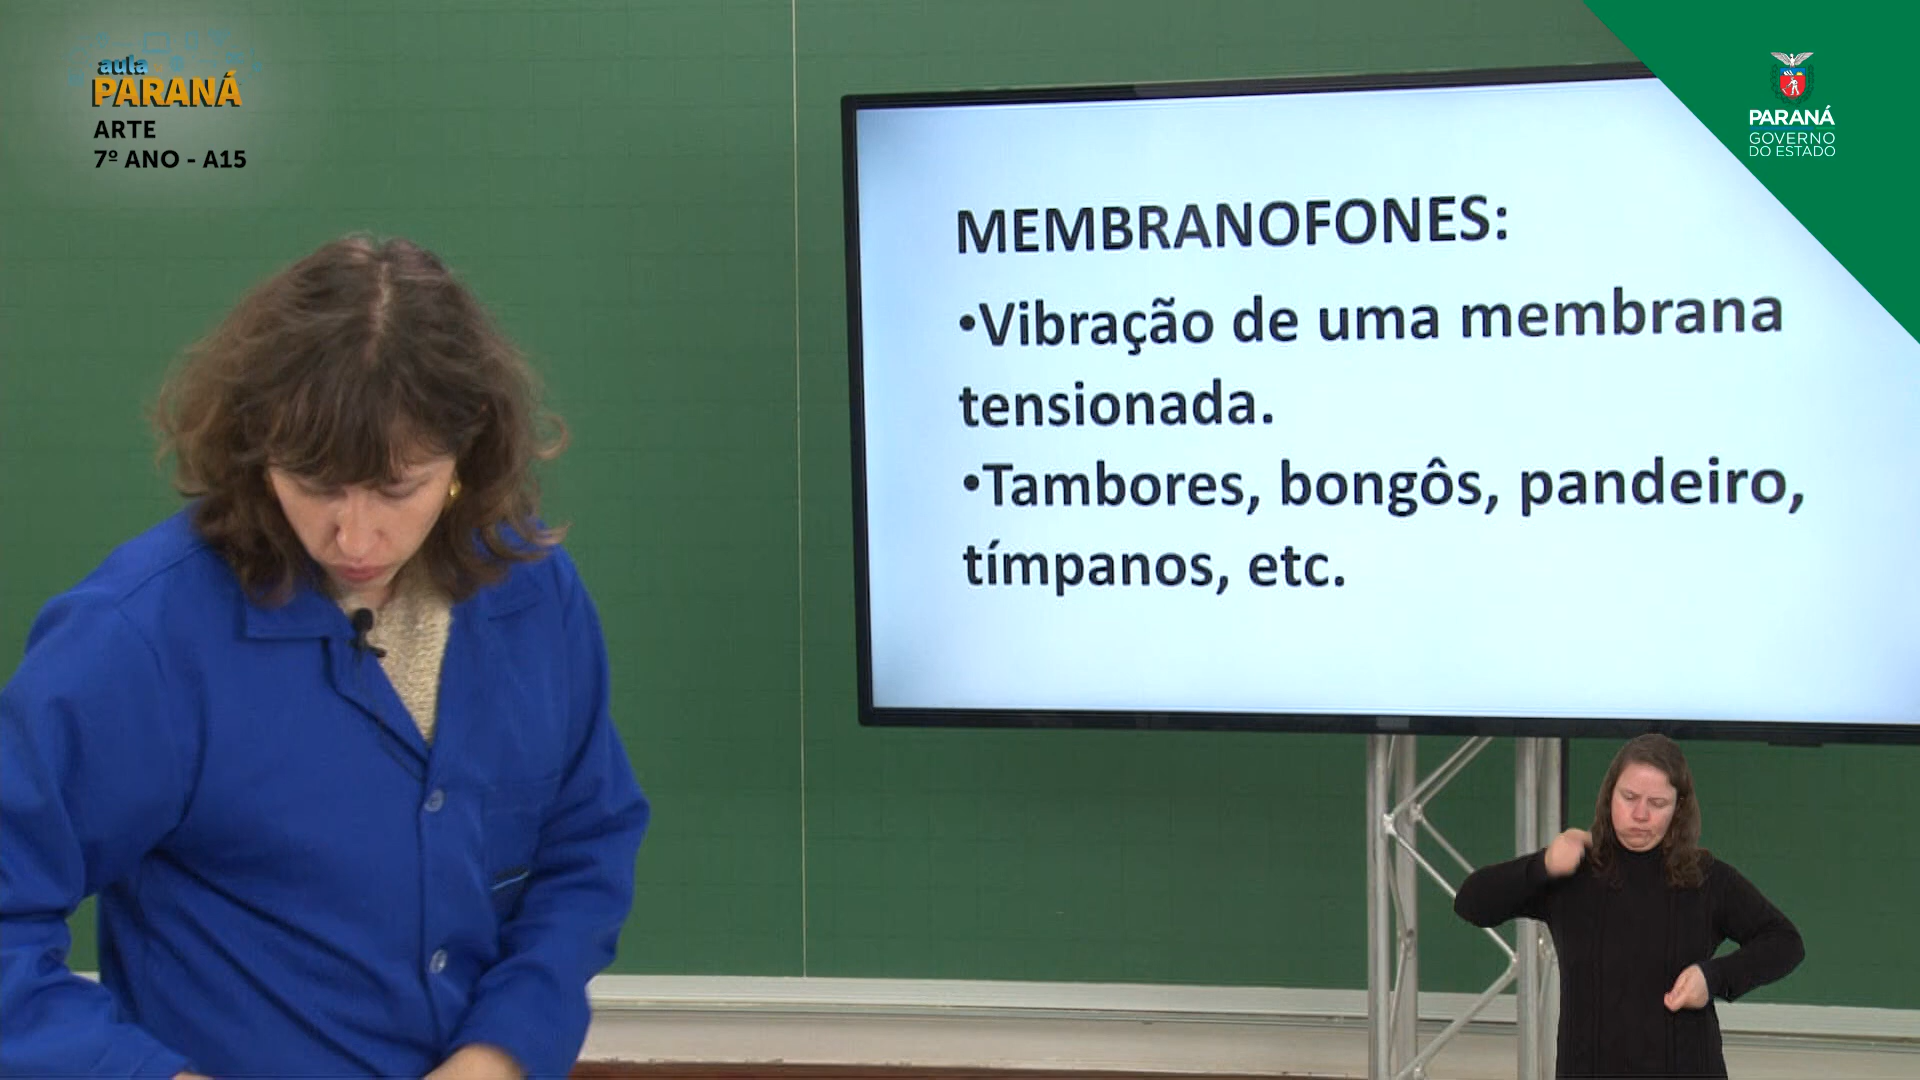 aula
PARANÁ
ARTE
7º ANO - A15
PARANÁ
GOVERNO
DO ESTADO
MEMBRANOFONES:
•Vibração de uma membrana
tensionada.
•Tambores, bongôs, pandeiro,
tímpanos, etc.